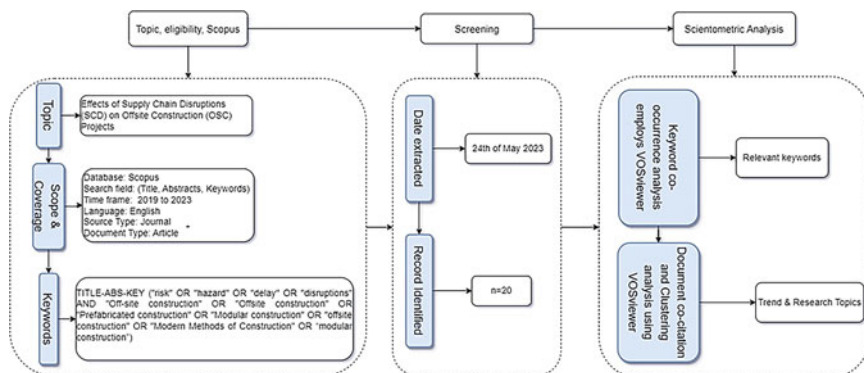 Topic, eligibility, Scopus
Screening
Scientometric Analysis
Topic
Effects of Supply Chain Disruptions
(SCD) on Offsite Construction (OSC)
Projects
Scope &
Coverage
Database: Scopus
Search field: (Title, Abstracts, Keywords)
Time frame: 2019 to 2023
Language: English
Source Type: Journal
Document Type: Article
Keywords
TITLE-ABS-KEY ("risk" OR "hazard" OR "delay" OR "disruptions"
AND "Off-site construction" OR "Offsite construction" OR
"Prefabricated construction" OR "Modular construction" OR "offsite
construction" OR "Modern Methods of Construction" OR "modular
construction")
Date extracted
24th of May 2023
Record Identified
n=20
Keyword co-
occurrence analysis
employs VOSviewer
Relevant keywords
Document co-citation
and Clustering
analysis using
VOSviewer
Trend & Research Topics